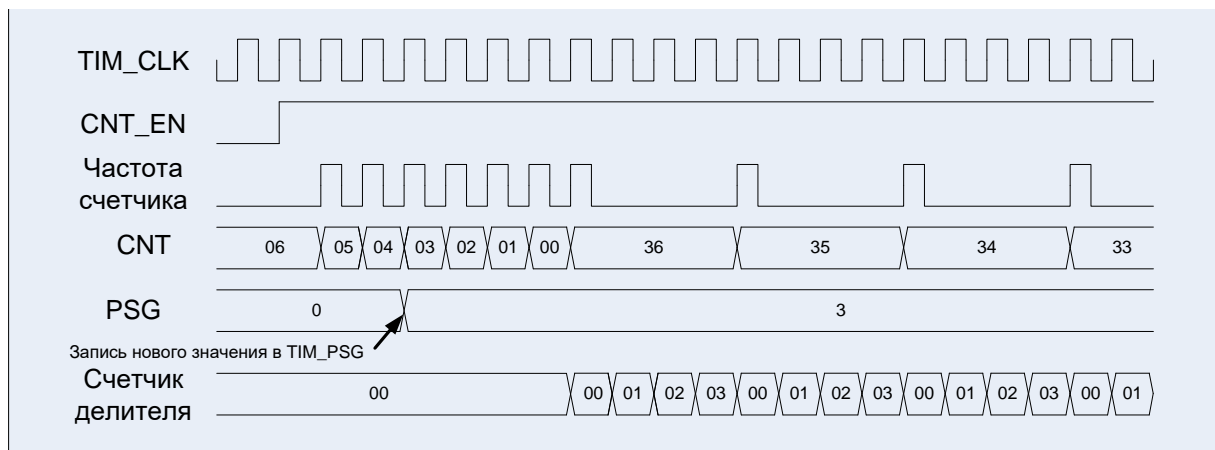 TIM_CLK
CNT_EN
Частота
счетчика
CNT
06 05 04 03 02 01 00 36 35 34 33
PSG
0 3
Запись нового значения в TIM_PSG
Счетчик
делителя
00 00 01 02 03 00 01 02 03 00 01 02 03 00 01